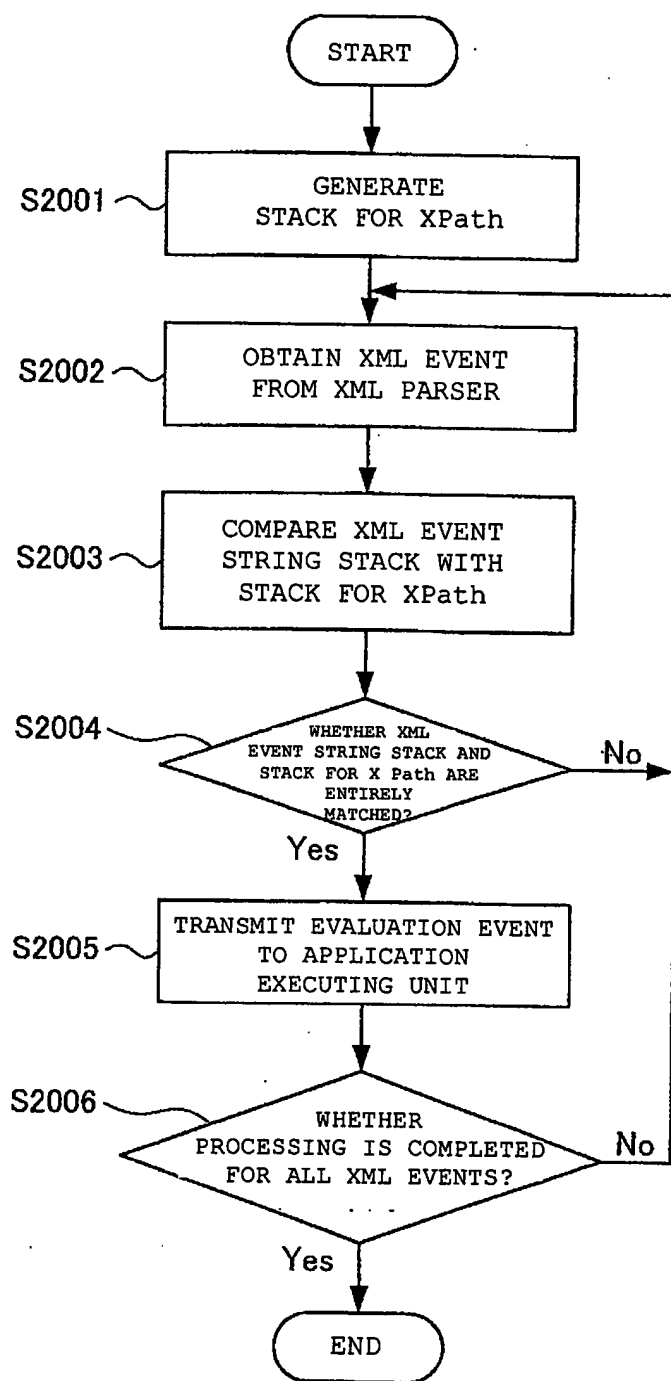 START
S2001
GENERATE
STACK FOR XPath
S2002
OBTAIN XML EVENT
FROM XML PARSER
S2003
COMPARE XML EVENT
STRING STACK WITH
STACK FOR XPath
S2004
WHETHER XML
EVENT STRING STACK AND
STACK FOR X Path ARE
ENTIRELY
MATCHED?
No
Yes
S2005
TRANSMIT EVALUATION EVENT
TO APPLICATION
EXECUTING UNIT
S2006
WHETHER
PROCESSING IS COMPLETED
FOR ALL XML EVENTS?
No
Yes
END